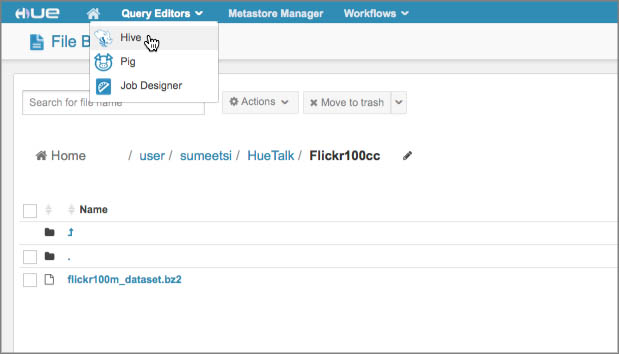 HUE Query Editors Metastore Manager Workflows
File B
Hive
Pig
Job Designer
Search for file name Actions Move to trash
Home / user / sumeetsi / HueTalk / Flickr100cc
Name
.
flickr100m_dataset.bz2